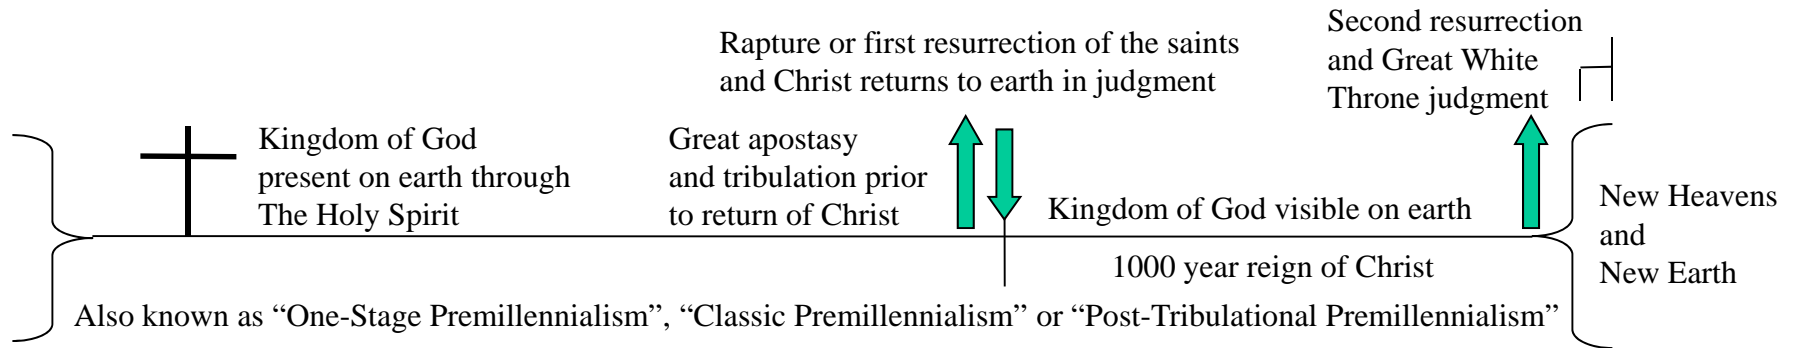 Rapture or first resurrection of the saints
and Christ returns to earth in judgment
Second resurrection
and Great White
Throne judgment
Kingdom of God
present on earth through
The Holy Spirit
Great apostasy
and tribulation prior
to return of Christ
Kingdom of God visible on earth
1000 year reign of Christ
New Heavens
and
New Earth
Also known as “One-Stage Premillennialism”, “Classic Premillennialism” or “Post-Tribulational Premillennialism”